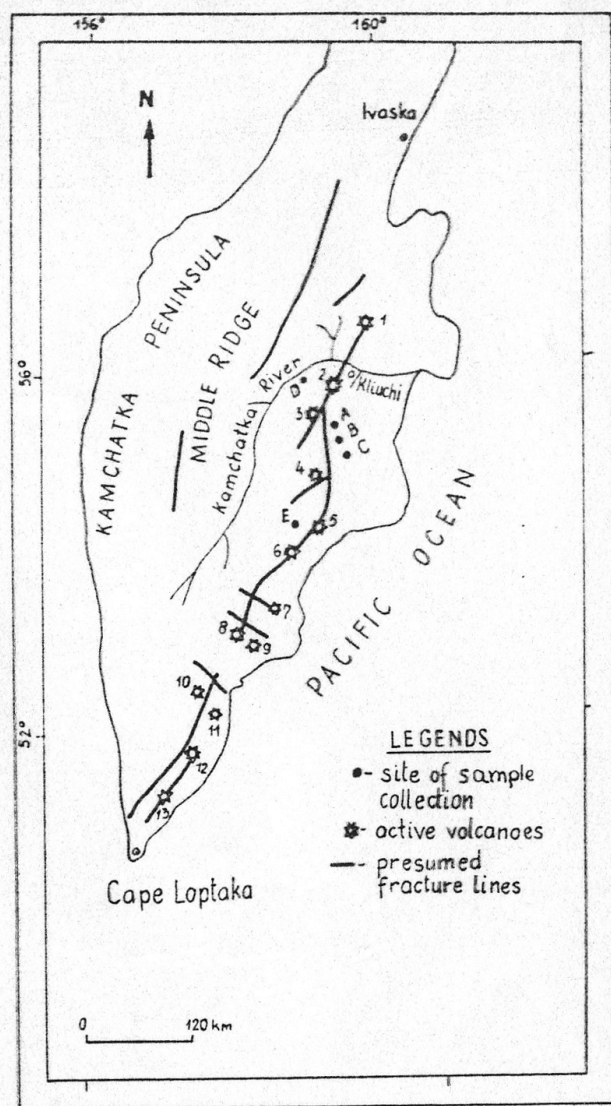 156°
160°
N
Ivaska
KAMCHATKA PENINSULA
MIDDLE RIDGE
Kamchatka River
56°
1
2
o/Kliuchi
D
3
A
B
C
4
E
5
6
7
8
9
10
11
12
13
PACIFIC OCEAN
52°
LEGENDS
- site of sample
collection
- active volcanoes
- presumed
fracture lines
Cape Loptaka
0 120 km